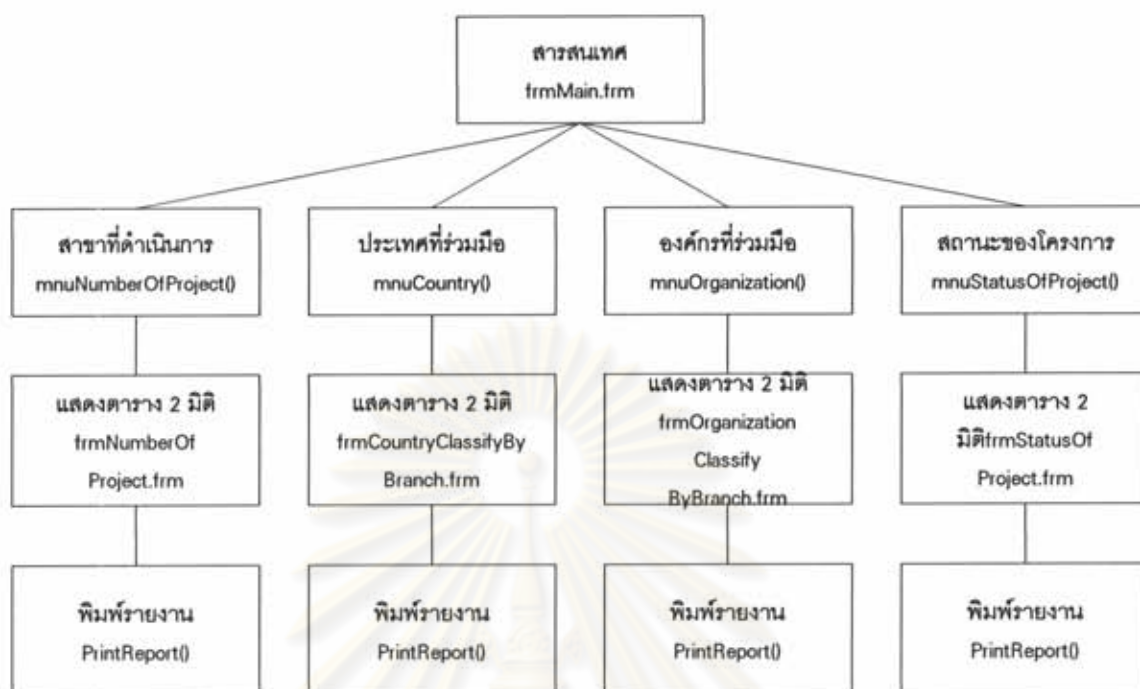 สารสนเทศ
frmMain.frm
สาขาที่ดำเนินการ
mnuNumberOfProject()
ประเทศที่ร่วมมือ
mnuCountry()
องค์กรที่ร่วมมือ
mnuOrganization()
สถานะของโครงการ
mnuStatusOfProject()
แสดงตาราง 2 มิติ
frmNumberOf
Project.frm
แสดงตาราง 2 มิติ
frmCountryClassifyBy
Branch.frm
แสดงตาราง 2 มิติ
frmOrganization
Classify
ByBranch.frm
แสดงตาราง 2
มิติfrmStatusOf
Project.frm
พิมพ์รายงาน
PrintReport()
พิมพ์รายงาน
PrintReport()
พิมพ์รายงาน
PrintReport()
พิมพ์รายงาน
PrintReport()